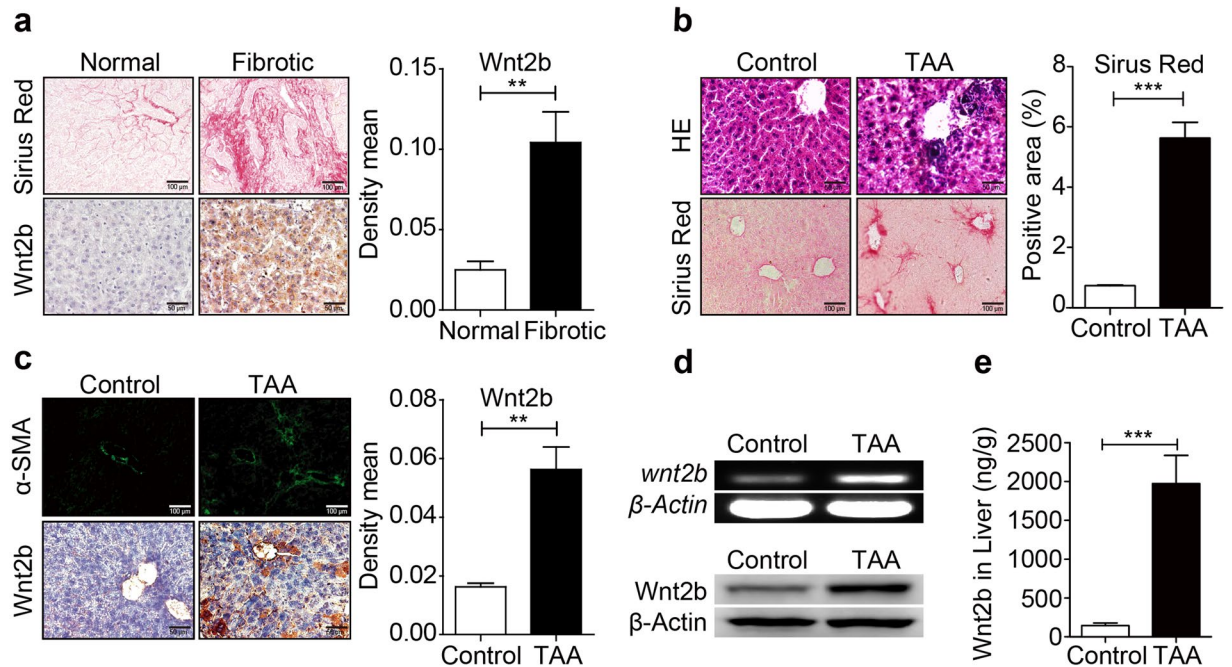 a
Normal Fibrotic
Sirius Red
100 μm
100 μm
Wnt2b
50 μm
50 μm
Wnt2b
**
Density mean
0.15
0.10
0.05
0.00
Normal Fibrotic
b
Control TAA
HE
50 μm
Sirius Red
100 μm
100 μm
Sirus Red
***
Positive area (%)
8
6
4
2
0
Control TAA
c
Control TAA
α-SMA
100 μm
100 μm
Wnt2b
50 μm
Wnt2b
**
Density mean
0.08
0.06
0.04
0.02
0.00
Control TAA
d
Control TAA
wnt2b
β-Actin
Control TAA
Wnt2b
β-Actin
e
***
Wnt2b in Liver (ng/g)
2500
2000
1500
1000
500
0
Control TAA